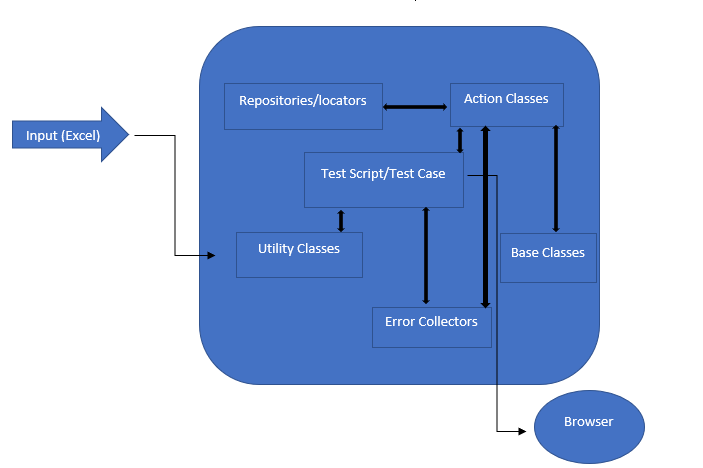 Repositories/locators
Action Classes
Input (Excel)
Test Script/Test Case
Utility Classes
Base Classes
Error Collectors
Browser